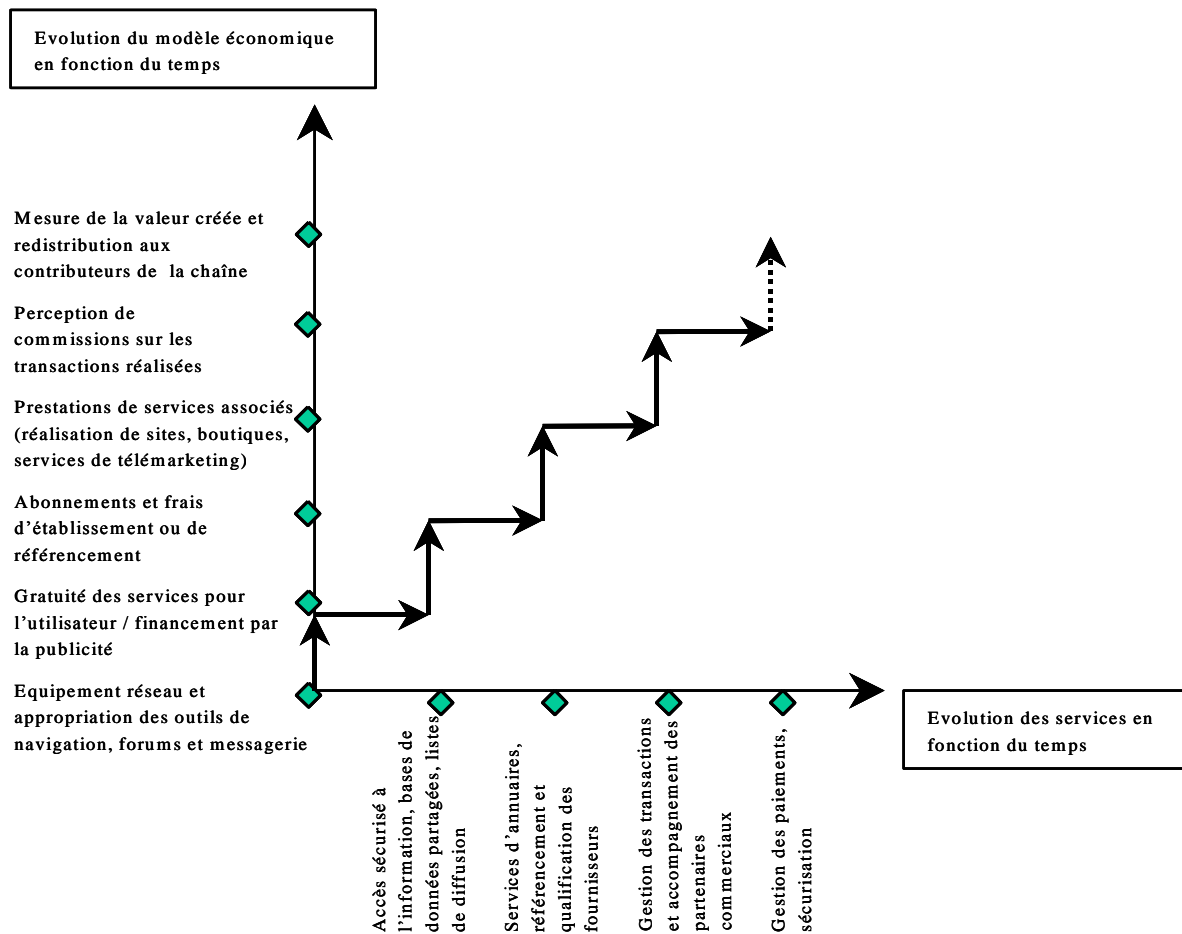 Evolution du modèle économique
en fonction du temps
Mesure de la valeur créée et
redistribution aux
contributeurs de la chaîne
Perception de
commissions sur les
transactions réalisées
Prestations de services associés
(réalisation de sites, boutiques,
services de télémarketing)
Abonnements et frais
d’établissement ou de
référencement
Gratuité des services pour
l’utilisateur / financement par
la publicité
Equipement réseau et
appropriation des outils de
navigation, forums et messagerie
Evolution des services en
fonction du temps
Accès sécurisé à
l’information, bases de
données partagées, listes
de diffusion
Services d’annuaires,
référencement et
qualification des
fournisseurs
Gestion des transactions
et accompagnement des
partenaires
commerciaux
Gestion des paiements,
sécurisation